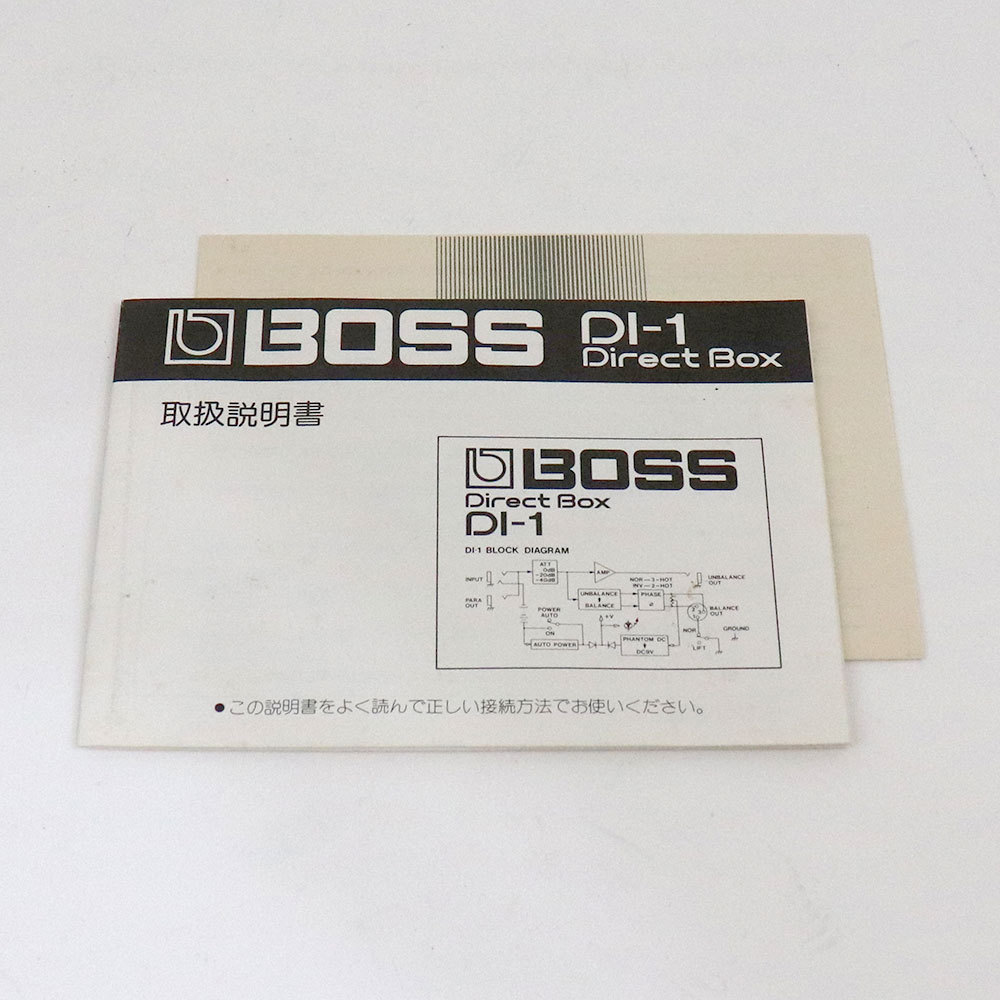 BOSS DI-1
Direct Box
取扱説明書
BOSS
Direct Box
DI-1
DI-1 BLOCK DIAGRAM
ATT
0dB
-20dB
-40dB
AMP
INPUT
PARA
OUT
NOR—3-HOT
INV—2-HOT
UNBALANCE
OUT
UNBALANCE
BALANCE
PHASE
ø
BALANCE
OUT
POWER
AUTO
ON
+V
AUTO POWER
PHANTOM DC
DC9V
NOR
LIFT
GROUND
●この説明書をよく読んで正しい接続方法でお使いください。